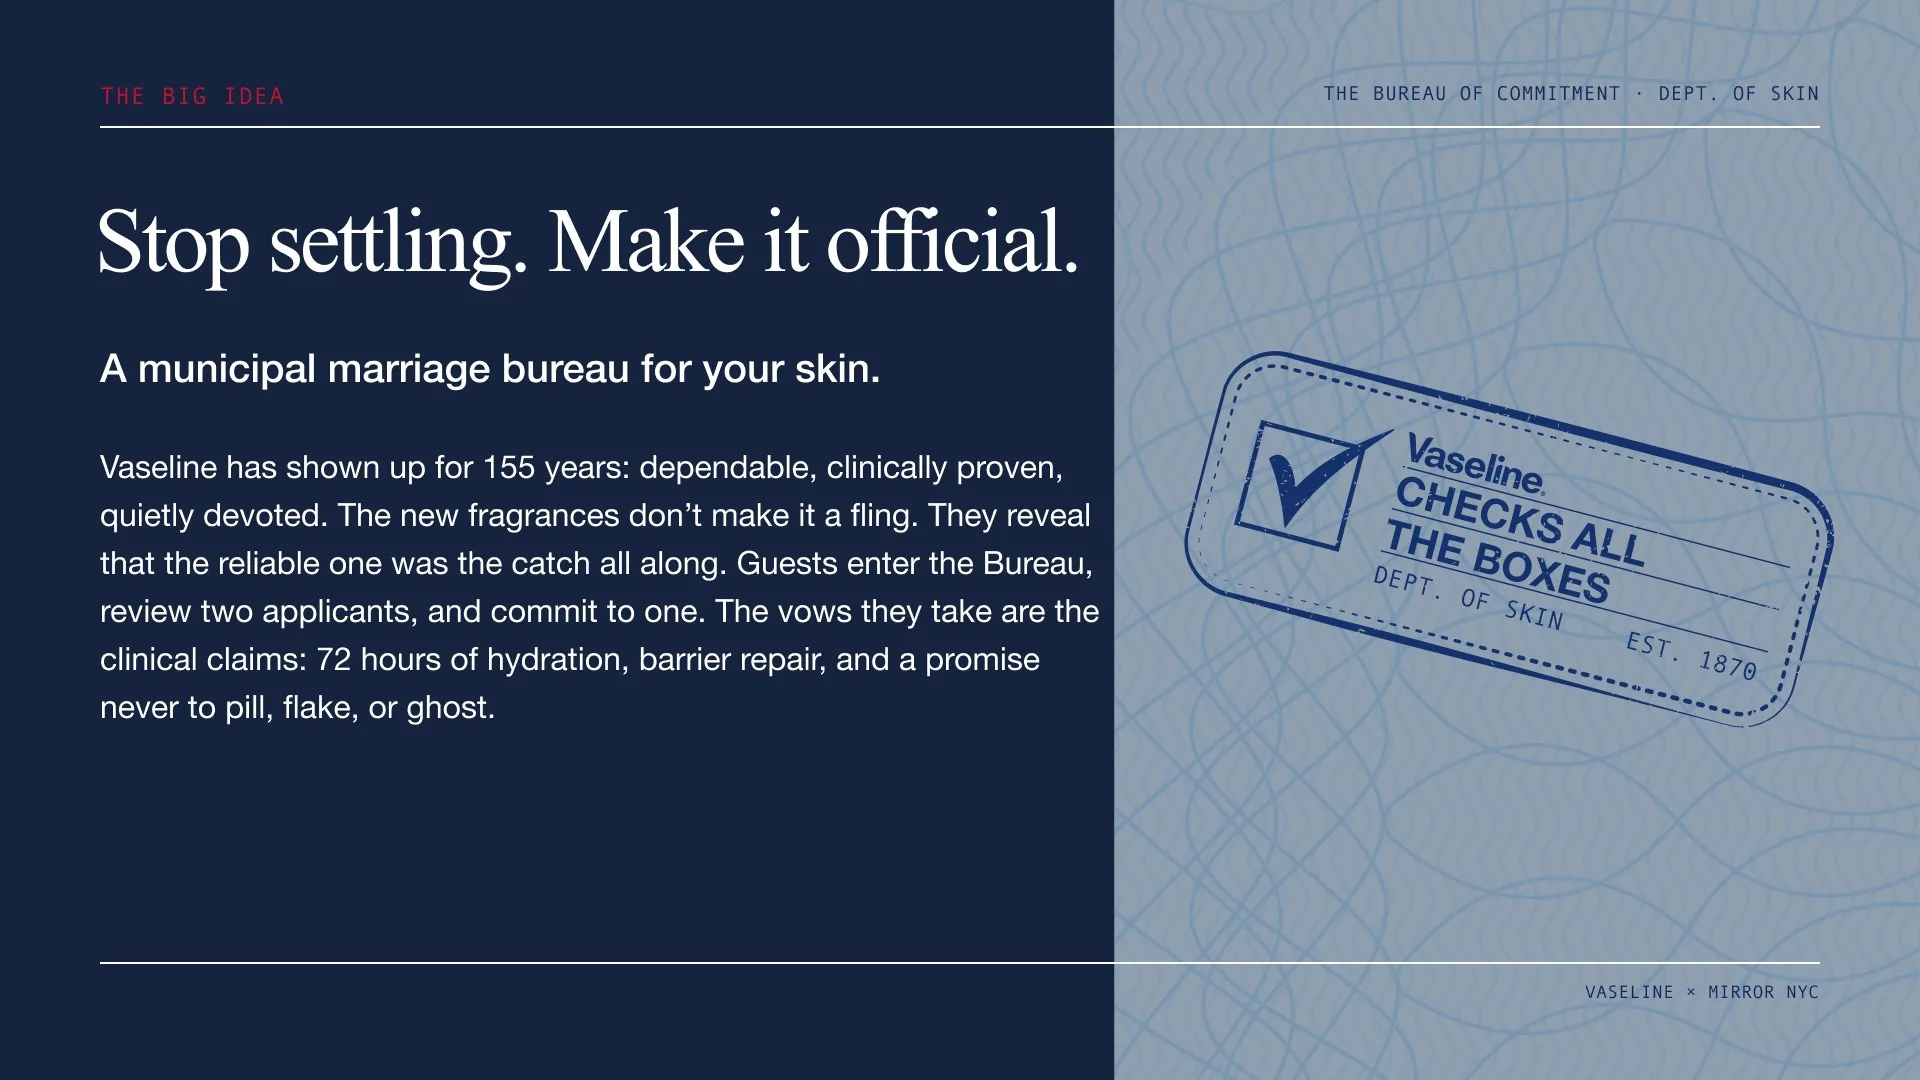 THE BIG IDEA
THE BUREAU OF COMMITMENT · DEPT. OF SKIN
Stop settling. Make it official.
A municipal marriage bureau for your skin.
Vaseline has shown up for 155 years: dependable, clinically proven,
quietly devoted. The new fragrances don’t make it a fling. They reveal
that the reliable one was the catch all along. Guests enter the Bureau,
review two applicants, and commit to one. The vows they take are the
clinical claims: 72 hours of hydration, barrier repair, and a promise
never to pill, flake, or ghost.
Vaseline
CHECKS ALL
THE BOXES
DEPT. OF SKIN EST. 1870
VASELINE × MIRROR NYC